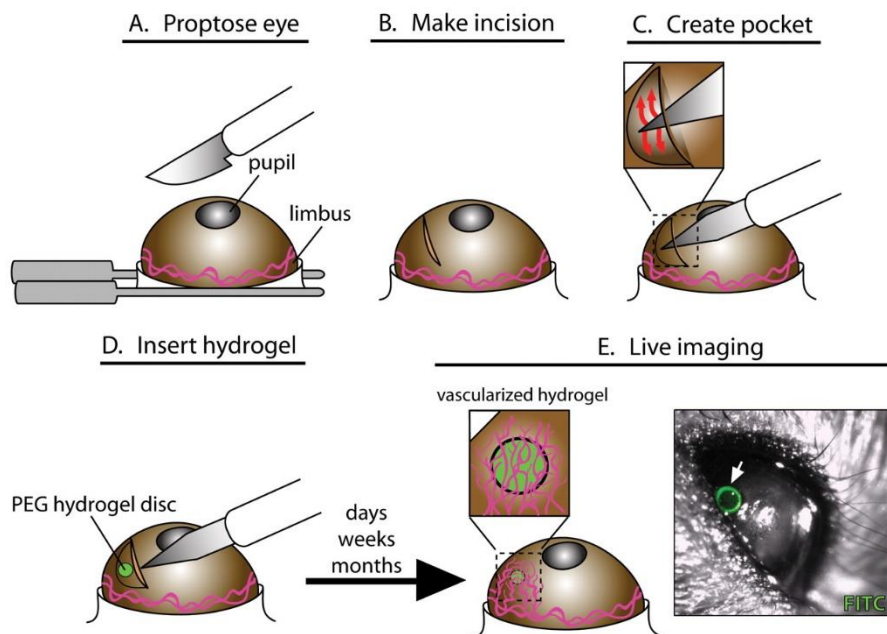 A. Proptose eye
B. Make incision
C. Create pocket
pupil
limbus
D. Insert hydrogel
E. Live imaging
vascularized hydrogel
PEG hydrogel disc
days
weeks
months
FITC